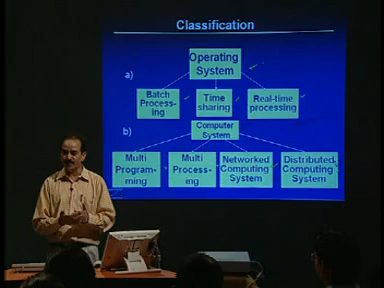 Classification
Operating
System
a)
Batch
Process-
ing
Time
sharing
Real-time
processing
b)
Computer
System
Multi
Program-
ming
Multi
Process-
ing
Networked
Computing
System
Distributed
Computing
System